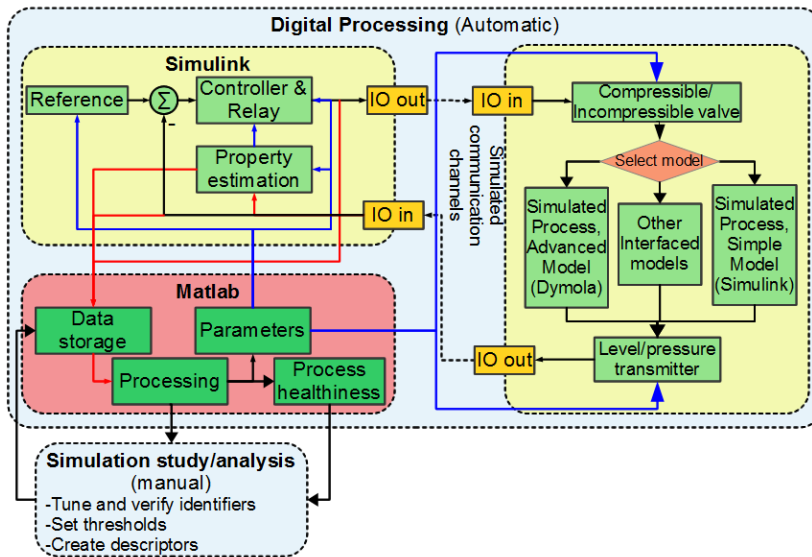 Digital Processing (Automatic)
Simulink
Reference
Σ
-
Controller &
Relay
Property
estimation
IO out
IO in
IO in
Simulated
communication
channels
Compressible/
Incompressible valve
Select model
Simulated
Process,
Advanced
Model
(Dymola)
Other
Interfaced
models
Simulated
Process,
Simple
Model
(Simulink)
Level/pressure
transmitter
IO out
Matlab
Data
storage
Parameters
Processing
Process
healthiness
Simulation study/analysis
(manual)
-Tune and verify identifiers
-Set thresholds
-Create descriptors